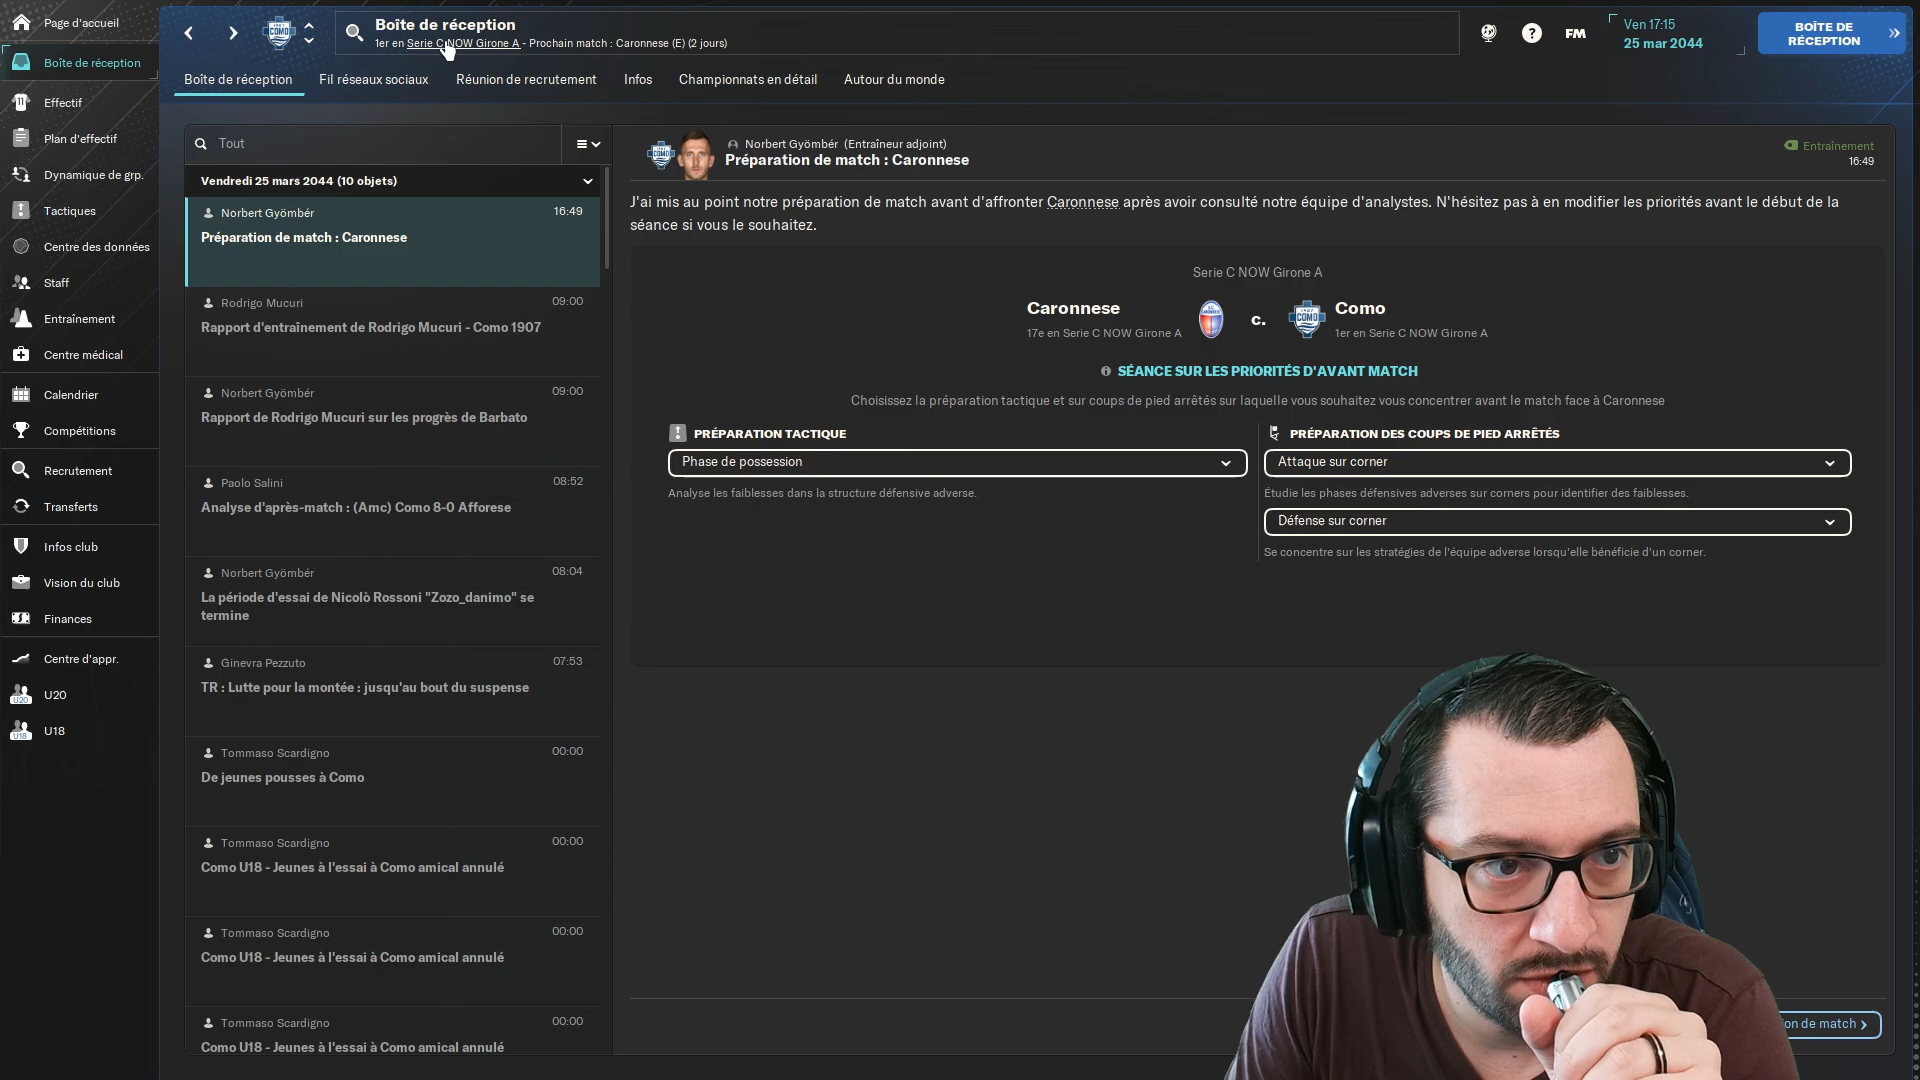 Page d'accueil
Boîte de réception
Effectif
Plan d'effectif
Dynamique de grp.
Tactiques
Centre des données
Staff
Entraînement
Centre médical
Calendrier
Compétitions
Recrutement
Transferts
Infos club
Vision du club
Finances
Centre d'appr.
U20
U18
Boîte de réception
1er en Serie C NOW Girone A - Prochain match : Caronnese (E) (2 jours)
FM
Ven 17:15
25 mar 2044
BOÎTE DE
RÉCEPTION
Boîte de réception Fil réseaux sociaux Réunion de recrutement Infos Championnats en détail Autour du monde
Tout
Vendredi 25 mars 2044 (10 objets)
Norbert Gyömbér 16:49
Préparation de match : Caronnese
Rodrigo Mucuri 09:00
Rapport d'entraînement de Rodrigo Mucuri - Como 1907
Norbert Gyömbér 09:00
Rapport de Rodrigo Mucuri sur les progrès de Barbato
Paolo Salini 08:52
Analyse d'après-match : (Amc) Como 8-0 Afforese
Norbert Gyömbér 08:04
La période d'essai de Nicolò Rossoni "Zozo_danimo" se
termine
Ginevra Pezzuto 07:53
TR : Lutte pour la montée : jusqu'au bout du suspense
Tommaso Scardigno 00:00
De jeunes pousses à Como
Tommaso Scardigno 00:00
Como U18 - Jeunes à l'essai à Como amical annulé
Tommaso Scardigno 00:00
Como U18 - Jeunes à l'essai à Como amical annulé
Tommaso Scardigno 00:00
Como U18 - Jeunes à l'essai à Como amical annulé
Norbert Gyömbér (Entraîneur adjoint)
Préparation de match : Caronnese
Entraînement
16:49
J'ai mis au point notre préparation de match avant d'affronter Caronnese après avoir consulté notre équipe d'analystes. N'hésitez pas à en modifier les priorités avant le début de la
séance si vous le souhaitez.
Serie C NOW Girone A
Caronnese c. Como
17e en Serie C NOW Girone A 1er en Serie C NOW Girone A
SÉANCE SUR LES PRIORITÉS D'AVANT MATCH
Choisissez la préparation tactique et sur coups de pied arrêtés sur laquelle vous souhaitez vous concentrer avant le match face à Caronnese
PRÉPARATION TACTIQUE
Phase de possession
Analyse les faiblesses dans la structure défensive adverse.
PRÉPARATION DES COUPS DE PIED ARRÊTÉS
Attaque sur corner
Étudie les phases défensives adverses sur corners pour identifier des faiblesses.
Défense sur corner
Se concentre sur les stratégies de l'équipe adverse lorsqu'elle bénéficie d'un corner.
on de match